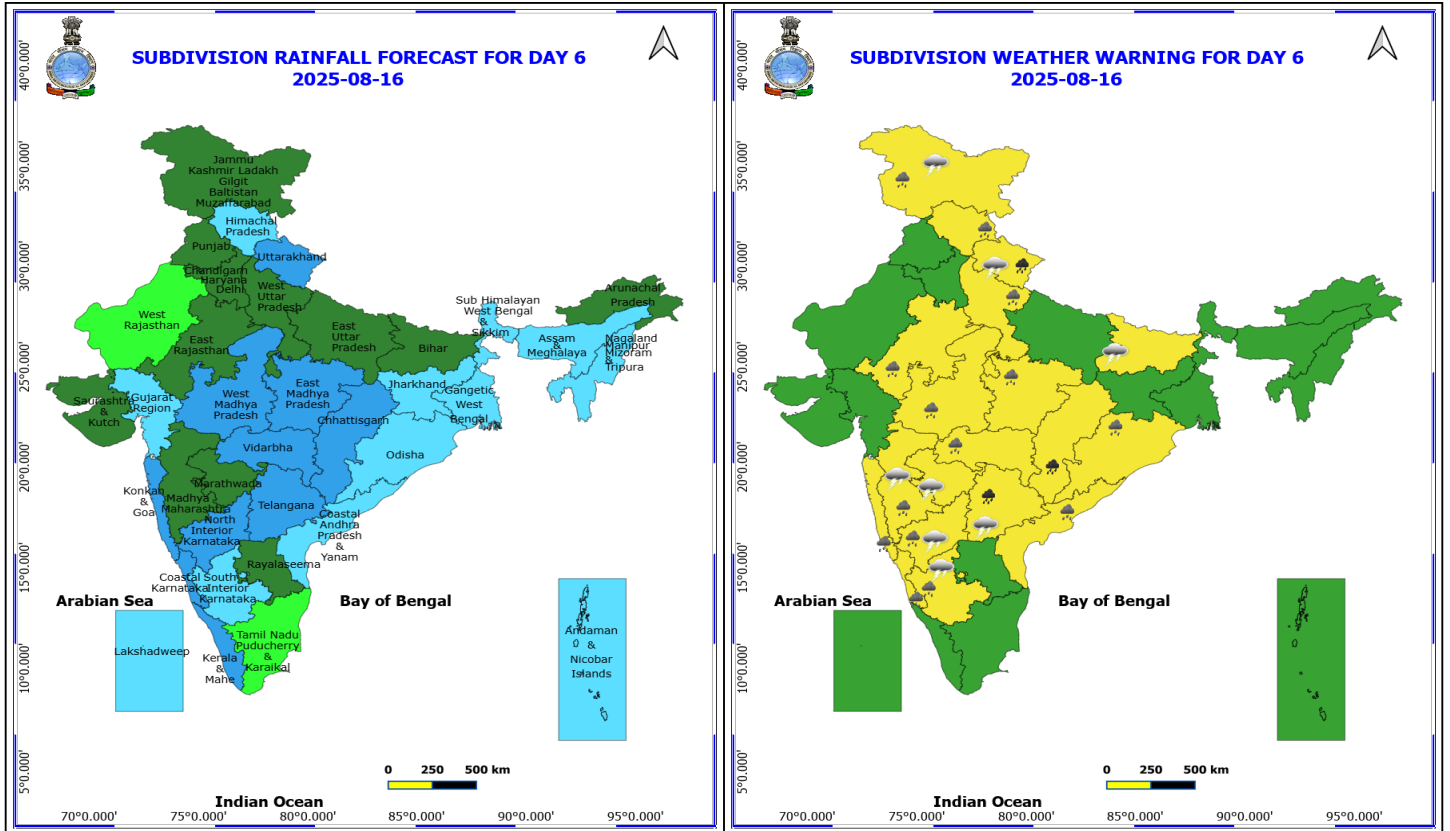 SUBDIVISION RAINFALL FORECAST FOR DAY 6
2025-08-16
40°0.000'
35°0.000'
30°0.000'
25°0.000'
20°0.000'
15°0.000'
10°0.000'
5°0.000'
Jammu
Kashmir Ladakh
Gilgit
Baltistan
Muzaffarabad
Himachal
Pradesh
Punjab
Uttarakhand
Chandigarh
Haryana
Delhi
West
Uttar
Pradesh
West
Rajasthan
East
Rajasthan
East
Uttar
Pradesh
Bihar
Sub Himalayan
West Bengal
&
Sikkim
Arunachal
Pradesh
Assam
&
Meghalaya
Nagaland
Manipur
Mizoram
&
Tripura
Saurashtra
&
Kutch
Gujarat
Region
West
Madhya
Pradesh
East
Madhya
Pradesh
Jharkhand
Gangetic
West
Bengal
Chhattisgarh
Vidarbha
Odisha
Konkan
&
Goa
Madhya
Maharashtra
Marathwada
Telangana
North
Interior
Karnataka
Coastal
Andhra
Pradesh
&
Yanam
Rayalaseema
Coastal
Karnataka
South
Interior
Karnataka
Arabian Sea
Bay of Bengal
Lakshadweep
Kerala
&
Mahe
Tamil Nadu
Puducherry
&
Karaikal
Andaman
&
Nicobar
Islands
0 250 500 km
Indian Ocean
70°0.000' 75°0.000' 80°0.000' 85°0.000' 90°0.000' 95°0.000'
SUBDIVISION WEATHER WARNING FOR DAY 6
2025-08-16
40°0.000'
35°0.000'
30°0.000'
25°0.000'
20°0.000'
15°0.000'
10°0.000'
5°0.000'
Arabian Sea
Bay of Bengal
0 250 500 km
Indian Ocean
70°0.000' 75°0.000' 80°0.000' 85°0.000' 90°0.000' 95°0.000'